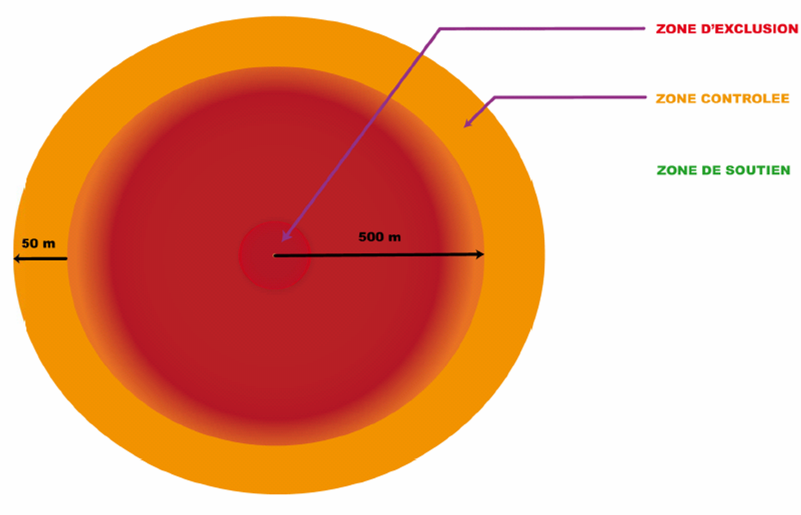 ZONE D'EXCLUSION
ZONE CONTROLEE
ZONE DE SOUTIEN
50 m
500 m